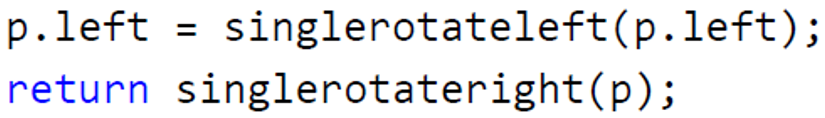 p.left = singlerotateleft(p.left);
return singlerotateright(p);